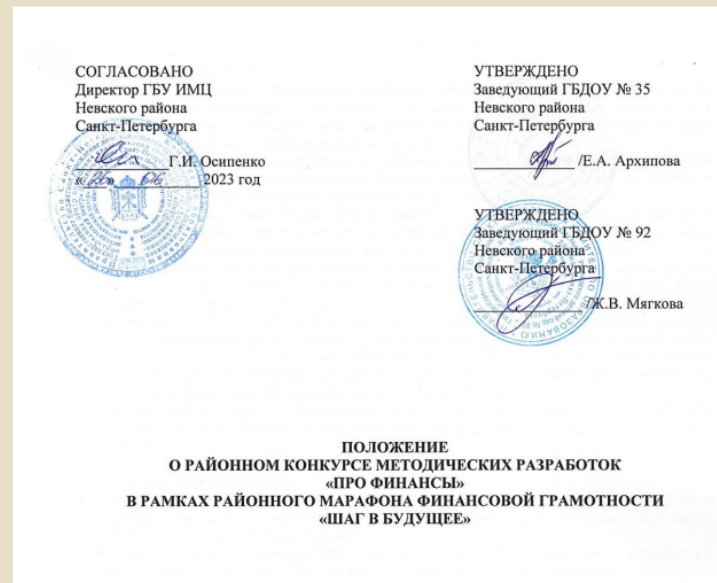 СОГЛАСОВАНО
Директор ГБУ ИМЦ
Невского района
Санкт-Петербурга
Г.И. Осипенко
«26» 06 2023 год
УТВЕРЖДЕНО
Заведующий ГБДОУ № 35
Невского района
Санкт-Петербурга
/Е.А. Архипова
УТВЕРЖДЕНО
Заведующий ГБДОУ № 92
Невского района
Санкт-Петербурга
/Ж.В. Мягкова
ПОЛОЖЕНИЕ
О РАЙОННОМ КОНКУРСЕ МЕТОДИЧЕСКИХ РАЗРАБОТОК
«ПРО ФИНАНСЫ»
В РАМКАХ РАЙОННОГО МАРАФОНА ФИНАНСОВОЙ ГРАМОТНОСТИ
«ШАГ В БУДУЩЕЕ»